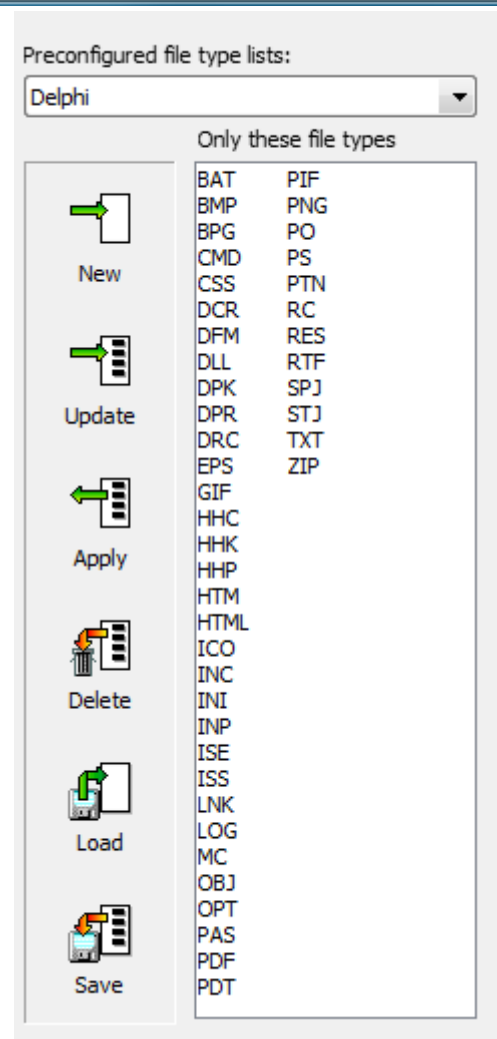 Preconfigured file type lists:
Delphi
Only these file types
New
Update
Apply
Delete
Load
Save
BAT
BMP
BPG
CMD
CSS
DCR
DFM
DLL
DPK
DPR
DRC
EPS
GIF
HHC
HHK
HHP
HTM
HTML
ICO
INC
INI
INP
ISE
ISS
LNK
LOG
MC
OBJ
OPT
PAS
PDF
PDT
PIF
PNG
PO
PS
PTN
RC
RES
RTF
SPJ
STJ
TXT
ZIP